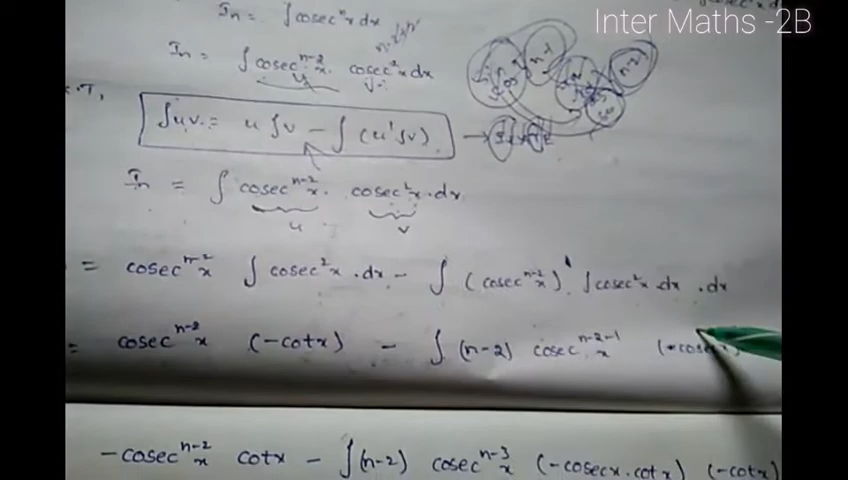 Inter Maths -2B
In = ∫ cosecⁿx dx
In = ∫ cosecⁿ⁻²x . cosec²x dx
u v
∫uv = u ∫v - ∫(u' ∫v)
In = ∫ cosecⁿ⁻²x . cosec²x . dx
u v
= cosecⁿ⁻²x ∫ cosec²x . dx - ∫ (cosecⁿ⁻²x)' ∫ cosec²x . dx . dx
= cosecⁿ⁻²x (-cotx) - ∫ (n-2) cosecⁿ⁻²⁻¹x
-cosecⁿ⁻²x cotx - ∫(n-2) cosecⁿ⁻³x (-cosecx . cotx) (-cotx)